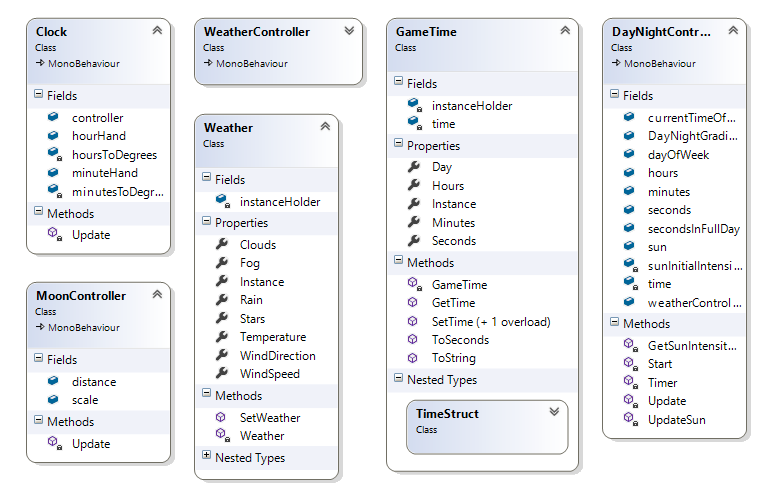 Clock
Class
MonoBehaviour
Fields
controller
hourHand
hoursToDegrees
minuteHand
minutesToDegr...
Methods
Update
MoonController
Class
MonoBehaviour
Fields
distance
scale
Methods
Update
WeatherController
Class
Weather
Class
Fields
instanceHolder
Properties
Clouds
Fog
Instance
Rain
Stars
Temperature
WindDirection
WindSpeed
Methods
SetWeather
Weather
Nested Types
GameTime
Class
Fields
instanceHolder
time
Properties
Day
Hours
Instance
Minutes
Seconds
Methods
GameTime
GetTime
SetTime (+ 1 overload)
ToSeconds
ToString
Nested Types
TimeStruct
Class
DayNightContr...
Class
MonoBehaviour
Fields
currentTimeOf...
DayNightGradi...
dayOfWeek
hours
minutes
seconds
secondsInFullDay
sun
sunInitialIntensi...
time
weatherControl...
Methods
GetSunIntensit...
Start
Timer
Update
UpdateSun